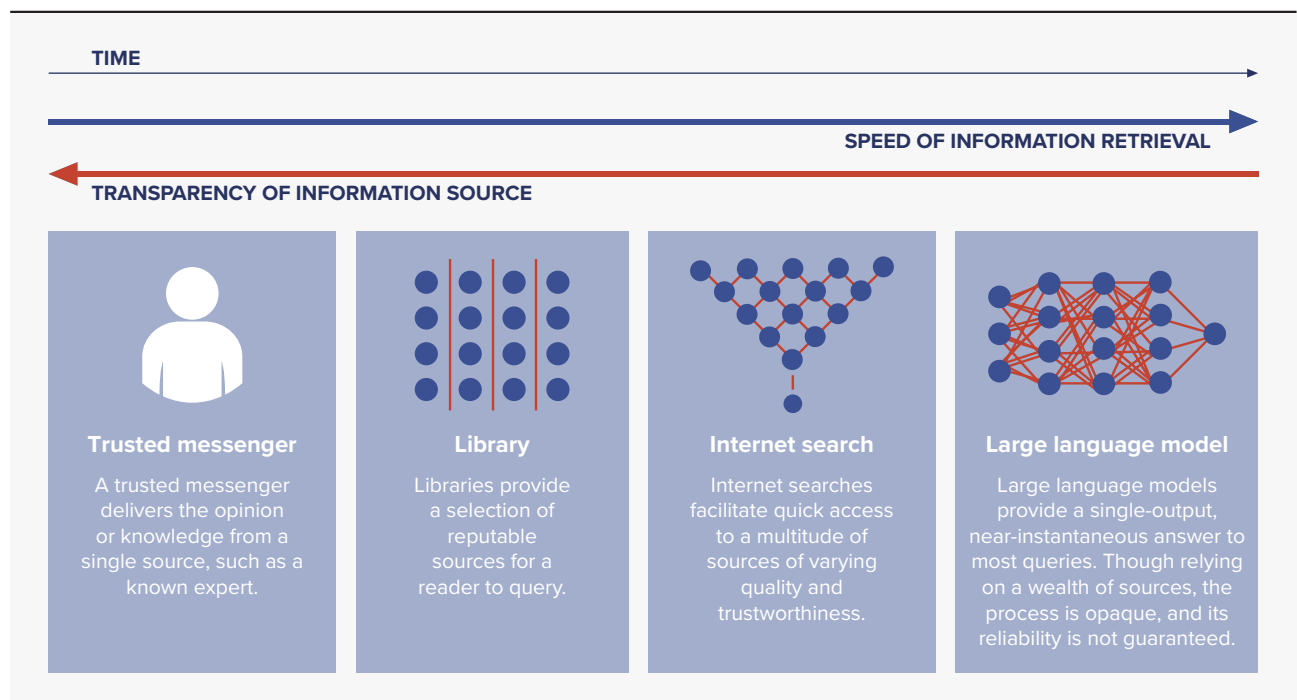 TIME
SPEED OF INFORMATION RETRIEVAL
TRANSPARENCY OF INFORMATION SOURCE
Trusted messenger
A trusted messenger
delivers the opinion
or knowledge from a
single source, such as a
known expert.
Library
Libraries provide
a selection of
reputable
sources for a
reader to query.
Internet search
Internet searches
facilitate quick access
to a multitude of
sources of varying
quality and
trustworthiness.
Large language model
Large language models
provide a single-output,
near-instantaneous answer to
most queries. Though relying
on a wealth of sources, the
process is opaque, and its
reliability is not guaranteed.